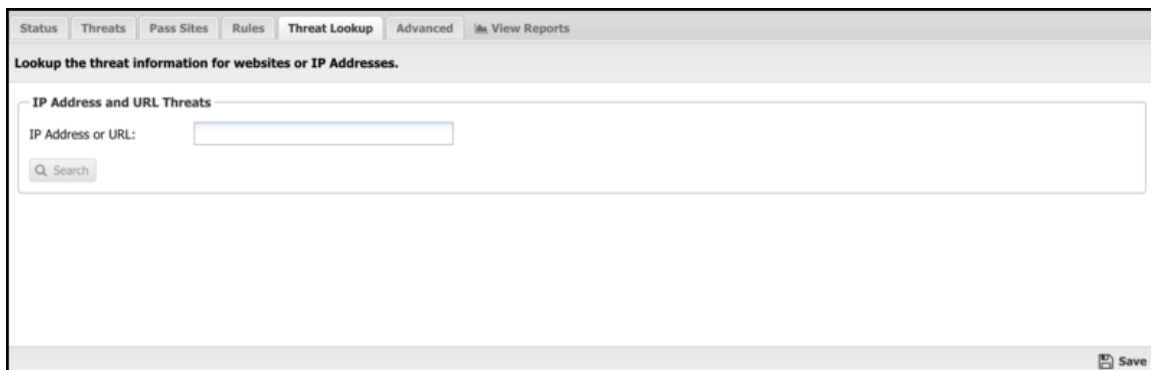 Status Threats Pass Sites Rules Threat Lookup Advanced View Reports
Lookup the threat information for websites or IP Addresses.
IP Address and URL Threats
IP Address or URL:
Search
Save